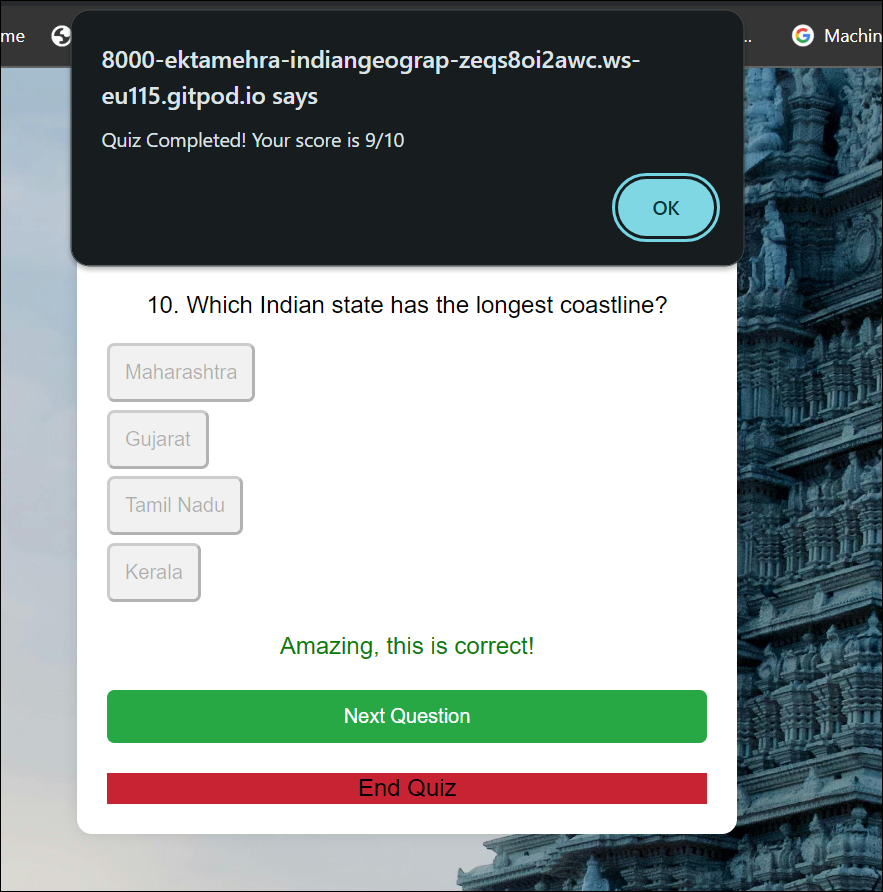 me
..
Machin
8000-ektamehra-indiangeograp-zeqs8oi2awc.ws-
eu115.gitpod.io says
Quiz Completed! Your score is 9/10
OK
10. Which Indian state has the longest coastline?
Maharashtra
Gujarat
Tamil Nadu
Kerala
Amazing, this is correct!
Next Question
End Quiz